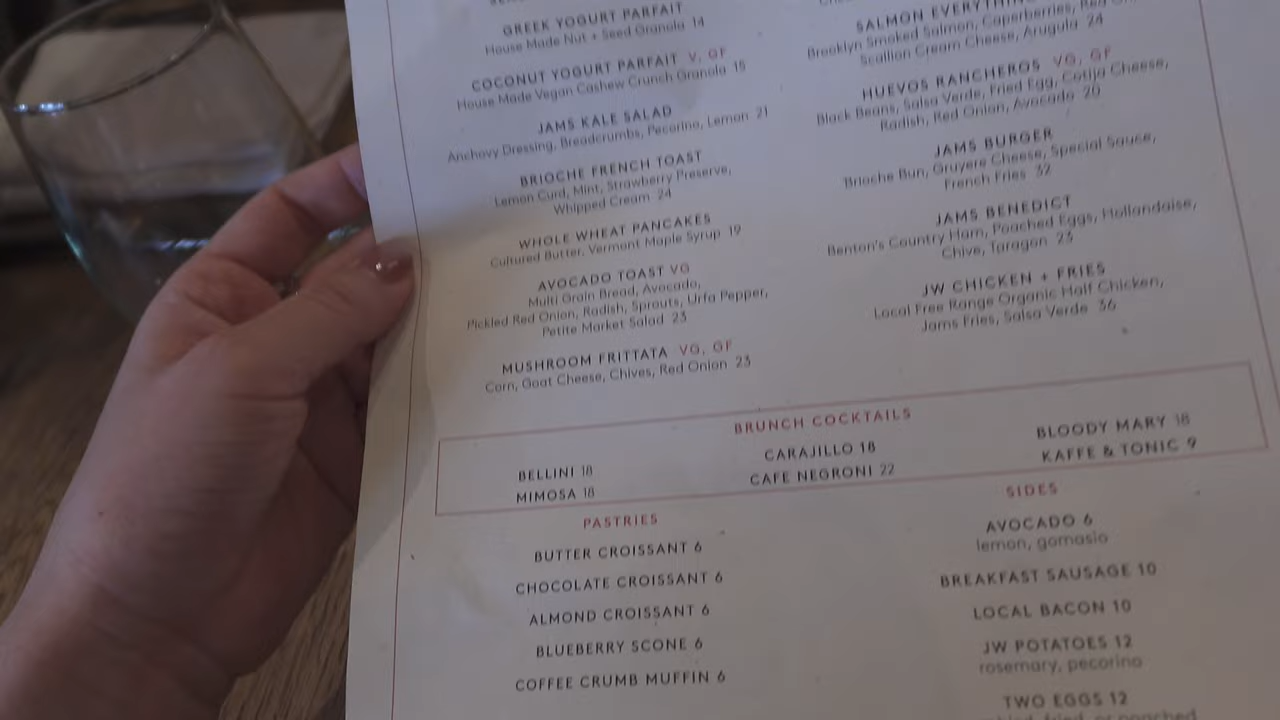 GREEK YOGURT PARFAIT
House Made Nut + Seed Granola 14
COCONUT YOGURT PARFAIT V, GF
House Made Vegan Cashew Crunch Granola 15
JAMS KALE SALAD
Anchovy Dressing, Breadcrumbs, Pecorino, Lemon 21
BRIOCHE FRENCH TOAST
Lemon Curd, Mint, Strawberry Preserve,
Whipped Cream 24
WHOLE WHEAT PANCAKES
Cultured Butter, Vermont Maple Syrup 19
AVOCADO TOAST VG
Multi Grain Bread, Avocado,
Pickled Red Onion, Radish, Sprouts, Urfa Pepper,
Petite Market Salad 23
MUSHROOM FRITTATA VG, GF
Corn, Goat Cheese, Chives, Red Onion 23
SALMON
Brooklyn Smoked Salmon, Caperberries, Red
Scallion Cream Cheese, Arugula 24
HUEVOS RANCHEROS VG, GF
Black Beans, Salsa Verde, Fried Egg, Cotija Cheese,
Radish, Red Onion, Avocado 20
JAMS BURGER
Brioche Bun, Gruyere Cheese, Special Sauce,
French Fries 32
JAMS BENEDICT
Benton's Country Ham, Poached Eggs, Hollandaise,
Chive, Taragon 23
JW CHICKEN + FRIES
Local Free Range Organic Half Chicken,
Jams Fries, Salsa Verde 36
BRUNCH COCKTAILS
BELLINI 18
MIMOSA 18
CARAJILLO 18
CAFE NEGRONI 22
BLOODY MARY 18
KAFFE & TONIC 9
PASTRIES
BUTTER CROISSANT 6
CHOCOLATE CROISSANT 6
ALMOND CROISSANT 6
BLUEBERRY SCONE 6
COFFEE CRUMB MUFFIN 6
SIDES
AVOCADO 6
lemon, gomasio
BREAKFAST SAUSAGE 10
LOCAL BACON 10
JW POTATOES 12
rosemary, pecorino
TWO EGGS 12